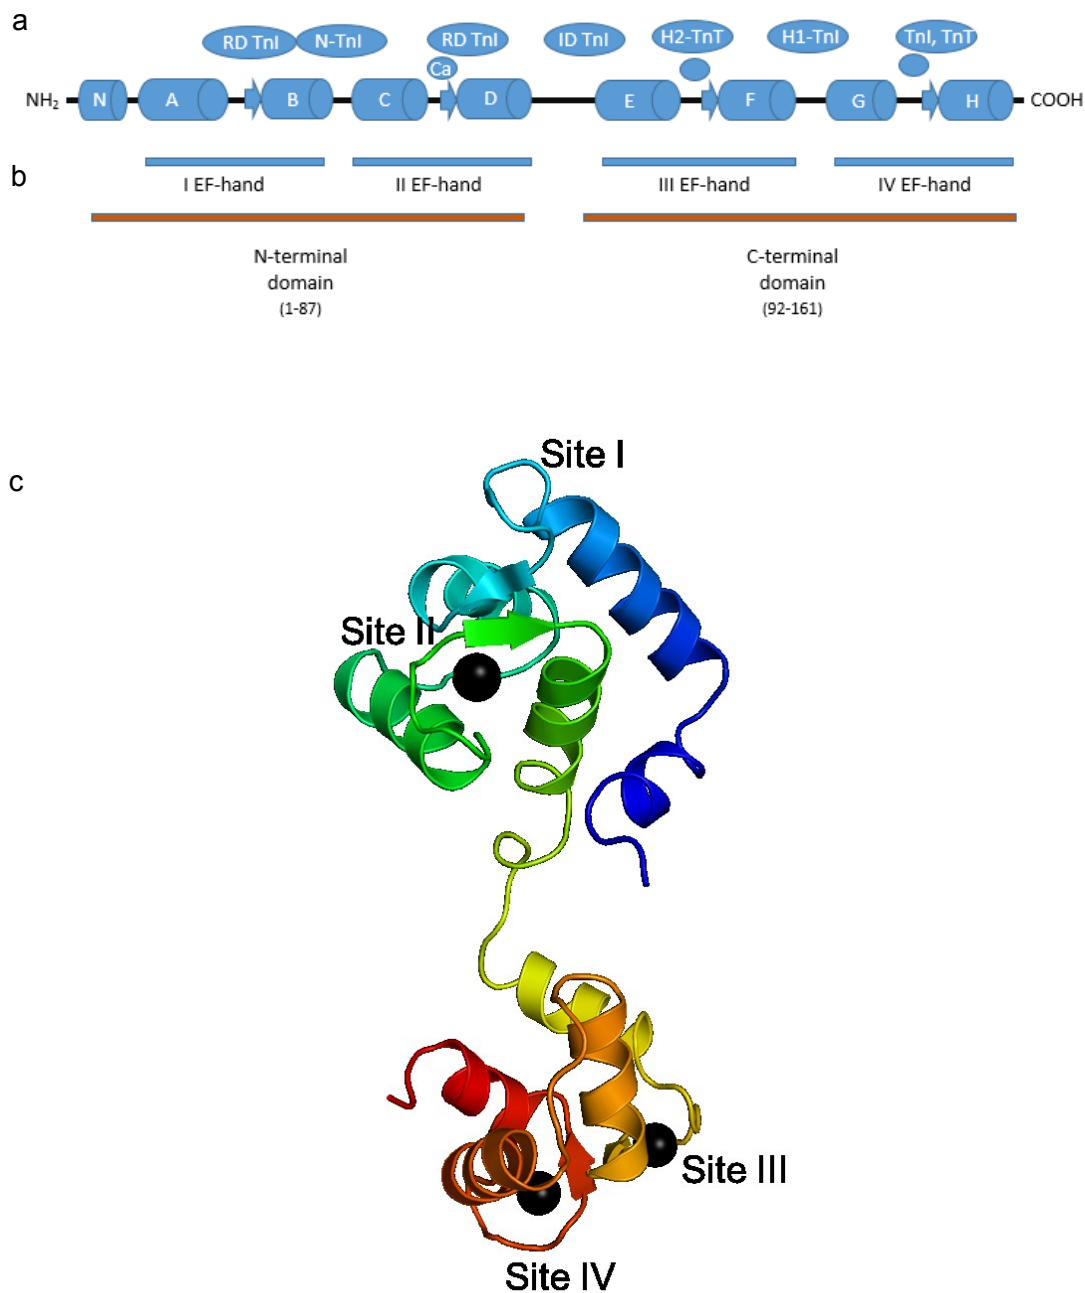 a
RD TnI N-TnI RD TnI ID TnI H2-TnT H1-TnI TnI, TnT
Ca
NH2 N A B C D E F G H COOH
b
I EF-hand II EF-hand III EF-hand IV EF-hand
N-terminal
domain
(1-87)
C-terminal
domain
(92-161)
c
Site I
Site II
Site III
Site IV